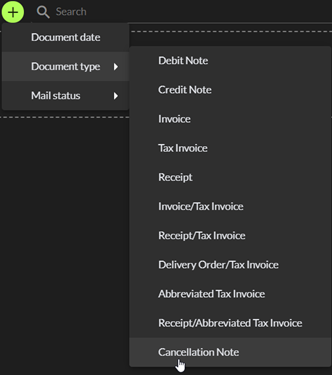 Search
Document date
Document type
Mail status
Debit Note
Credit Note
Invoice
Tax Invoice
Receipt
Invoice/Tax Invoice
Receipt/Tax Invoice
Delivery Order/Tax Invoice
Abbreviated Tax Invoice
Receipt/Abbreviated Tax Invoice
Cancellation Note